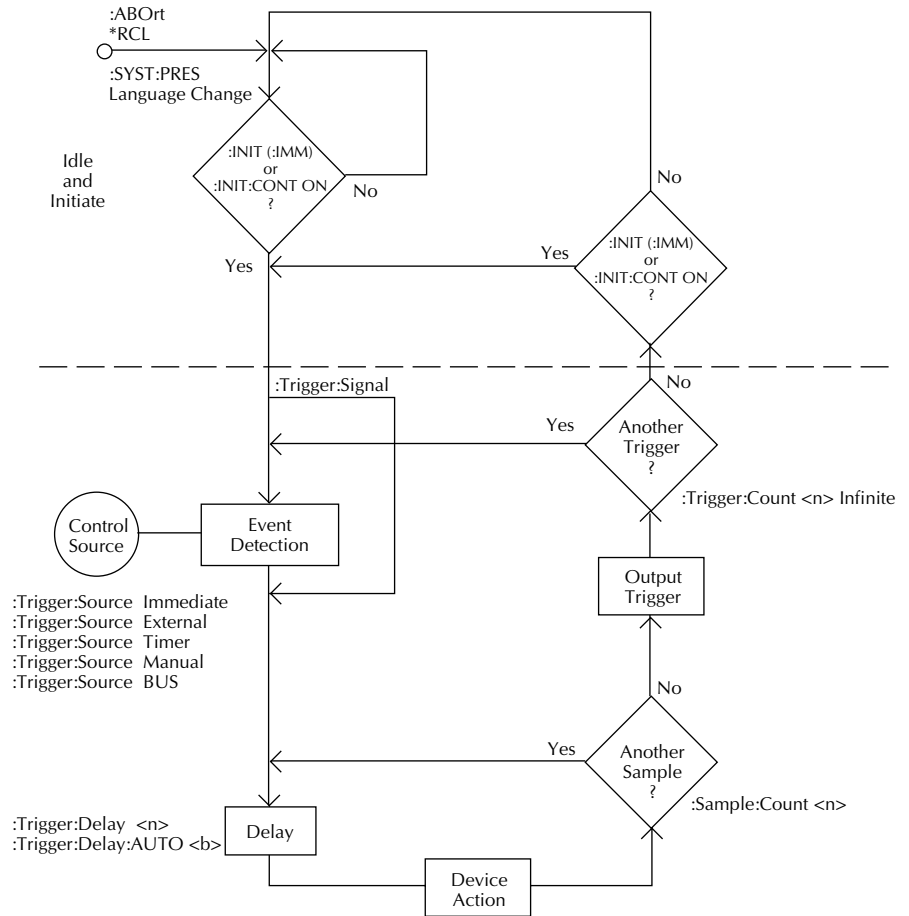 :ABOrt
*RCL
:SYST:PRES
Language Change
Idle
and
Initiate
:INIT (:IMM)
or
:INIT:CONT ON
?
No
Yes
No
:INIT (:IMM)
or
:INIT:CONT ON
?
Yes
:Trigger:Signal
No
Another
Trigger
?
Yes
:Trigger:Count <n> Infinite
Control
Source
Event
Detection
:Trigger:Source Immediate
:Trigger:Source External
:Trigger:Source Timer
:Trigger:Source Manual
:Trigger:Source BUS
Output
Trigger
No
Yes
Another
Sample
?
:Sample:Count <n>
:Trigger:Delay <n>
:Trigger:Delay:AUTO <b>
Delay
Device
Action